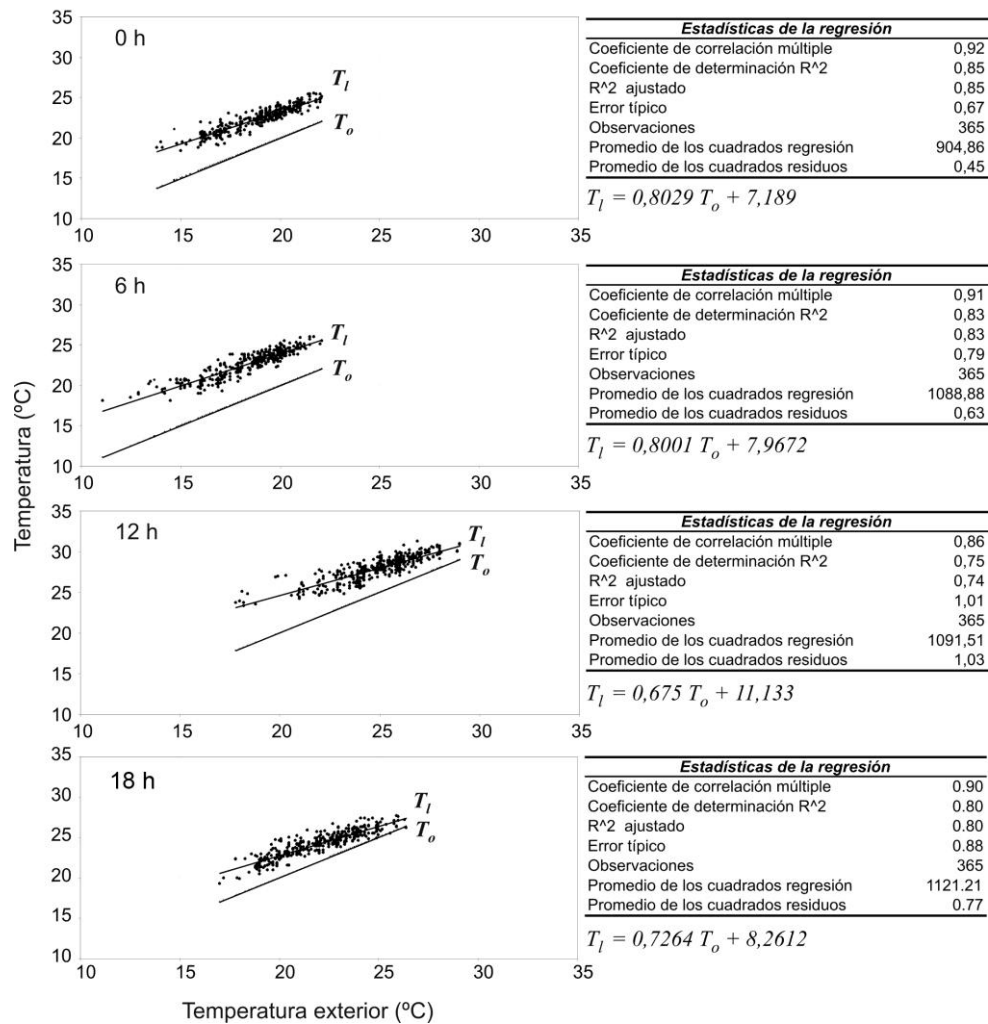 0 h
35
30
25
20
15
10
10 15 20 25 30 35
T_l
T_o
Estadísticas de la regresión
Coeficiente de correlación múltiple 0,92
Coeficiente de determinación R^2 0,85
R^2 ajustado 0,85
Error típico 0,67
Observaciones 365
Promedio de los cuadrados regresión 904,86
Promedio de los cuadrados residuos 0,45
T_l = 0,8029 T_o + 7,189
6 h
35
30
25
20
15
10
10 15 20 25 30 35
T_l
T_o
Estadísticas de la regresión
Coeficiente de correlación múltiple 0,91
Coeficiente de determinación R^2 0,83
R^2 ajustado 0,83
Error típico 0,79
Observaciones 365
Promedio de los cuadrados regresión 1088,88
Promedio de los cuadrados residuos 0,63
T_l = 0,8001 T_o + 7,9672
Temperatura (ºC)
12 h
35
30
25
20
15
10
10 15 20 25 30 35
T_l
T_o
Estadísticas de la regresión
Coeficiente de correlación múltiple 0,86
Coeficiente de determinación R^2 0,75
R^2 ajustado 0,74
Error típico 1,01
Observaciones 365
Promedio de los cuadrados regresión 1091,51
Promedio de los cuadrados residuos 1,03
T_l = 0,675 T_o + 11,133
18 h
35
30
25
20
15
10
10 15 20 25 30 35
T_l
T_o
Estadísticas de la regresión
Coeficiente de correlación múltiple 0.90
Coeficiente de determinación R^2 0.80
R^2 ajustado 0.80
Error típico 0.88
Observaciones 365
Promedio de los cuadrados regresión 1121.21
Promedio de los cuadrados residuos 0.77
T_l = 0,7264 T_o + 8,2612
Temperatura exterior (ºC)